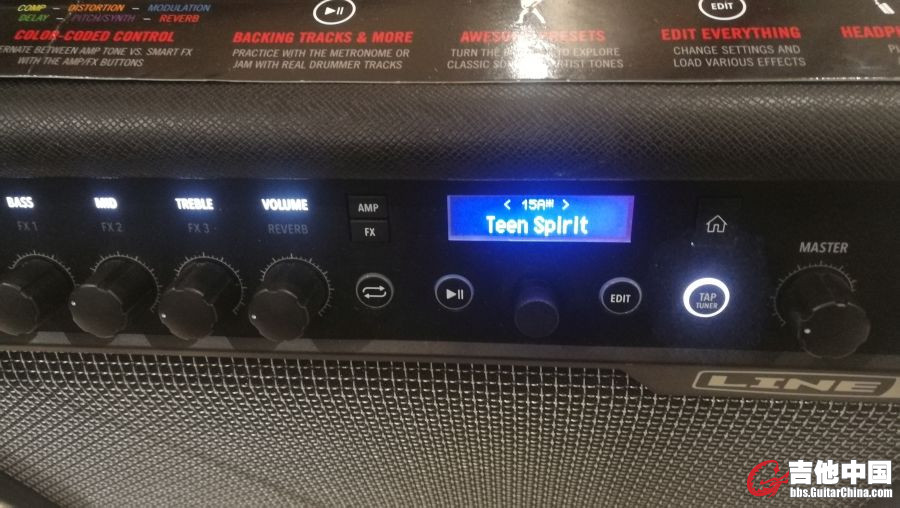 COMP - DISTORTION - MODULATION
DELAY - PITCH/SYNTH - REVERB
COLOR-CODED CONTROL
ERNATE BETWEEN AMP TONE VS. SMART FX
WITH THE AMP/FX BUTTONS
BACKING TRACKS & MORE
PRACTICE WITH THE METRONOME OR
JAM WITH REAL DRUMMER TRACKS
PRESETS
TURN THE TO EXPLORE
CLASSIC TONES
EDIT
EDIT EVERYTHING
CHANGE SETTINGS AND
LOAD VARIOUS EFFECTS
HEADPH
BASS
FX 1
MID
FX 2
TREBLE
FX 3
VOLUME
REVERB
AMP
FX
< 15A >
Teen Spirit
EDIT
TAP
TUNER
MASTER
LINE
吉他中国
bbs.GuitarChina.com